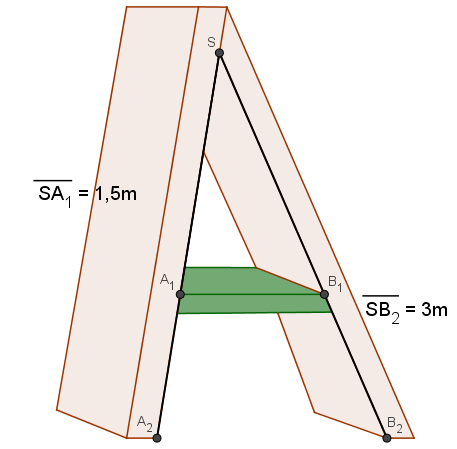 S
SA₁ = 1,5m
A₁
B₁
SB₂ = 3m
A₂
B₂